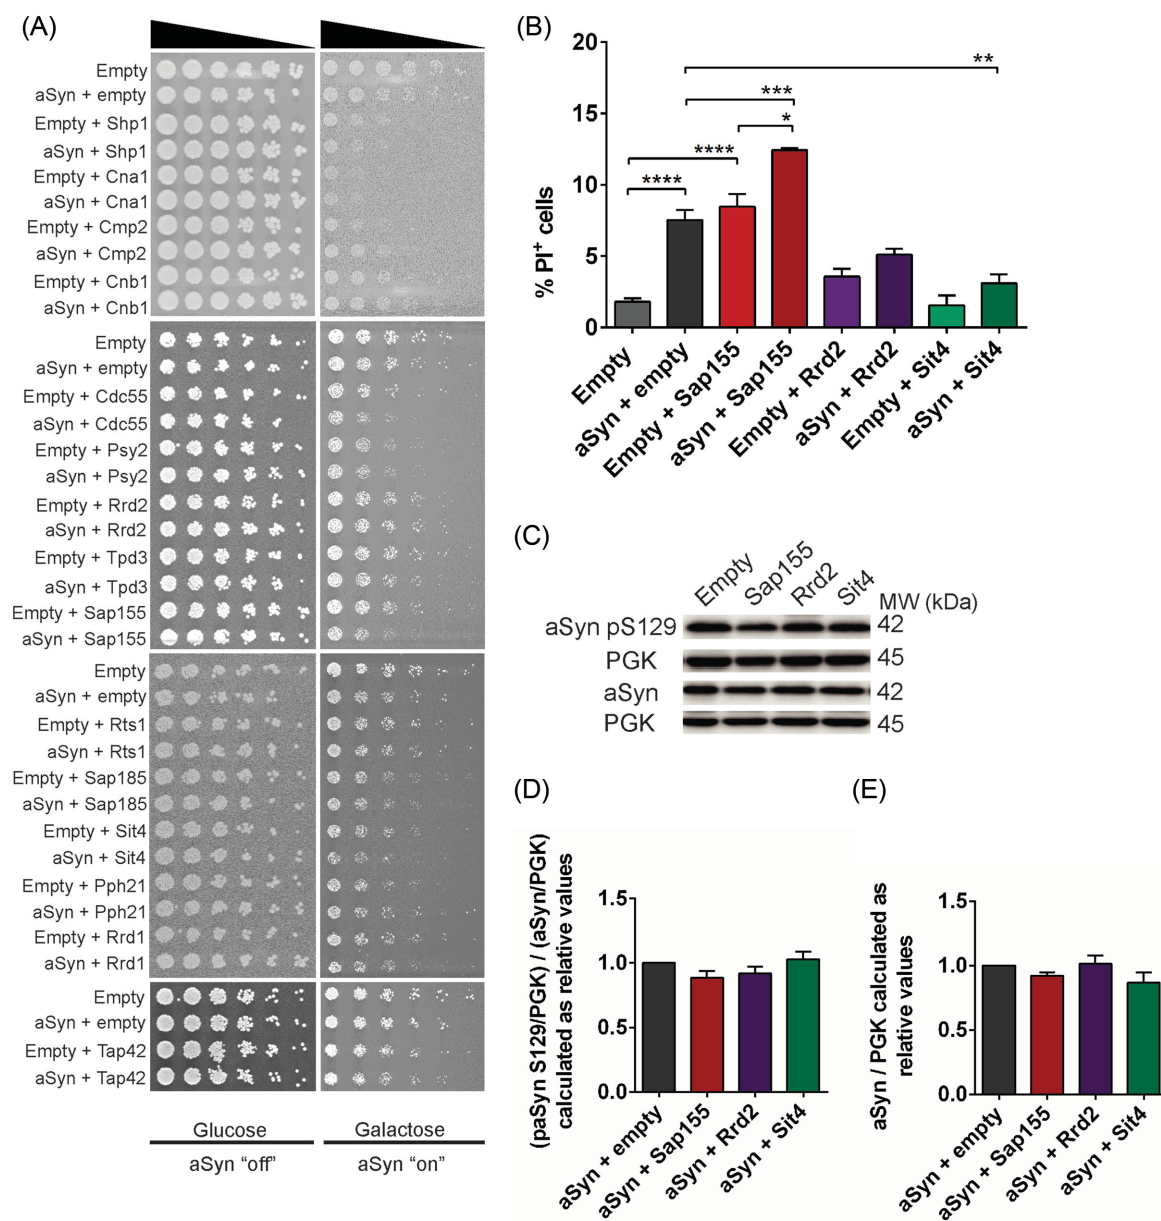 (A)
Empty
aSyn + empty
Empty + Shp1
aSyn + Shp1
Empty + Cna1
aSyn + Cna1
Empty + Cmp2
aSyn + Cmp2
Empty + Cnb1
aSyn + Cnb1
Empty
aSyn + empty
Empty + Cdc55
aSyn + Cdc55
Empty + Psy2
aSyn + Psy2
Empty + Rrd2
aSyn + Rrd2
Empty + Tpd3
aSyn + Tpd3
Empty + Sap155
aSyn + Sap155
Empty
aSyn + empty
Empty + Rts1
aSyn + Rts1
Empty + Sap185
aSyn + Sap185
Empty + Sit4
aSyn + Sit4
Empty + Pph21
aSyn + Pph21
Empty + Rrd1
aSyn + Rrd1
Empty
aSyn + empty
Empty + Tap42
aSyn + Tap42
Glucose
Galactose
aSyn “off”
aSyn “on”
(B)
% PI+ cells
20
15
10
5
0
**
***
*
****
****
Empty
aSyn + empty
Empty + Sap155
aSyn + Sap155
Empty + Rrd2
aSyn + Rrd2
Empty + Sit4
aSyn + Sit4
(C)
Empty
Sap155
Rrd2
Sit4
MW (kDa)
aSyn pS129
42
PGK
45
aSyn
42
PGK
45
(D)
(paSyn S129/PGK) / (aSyn/PGK)
calculated as relative values
1.5
1.0
0.5
0.0
aSyn + empty
aSyn + Sap155
aSyn + Rrd2
aSyn + Sit4
(E)
aSyn / PGK calculated as
relative values
1.5
1.0
0.5
0.0
aSyn + empty
aSyn + Sap155
aSyn + Rrd2
aSyn + Sit4